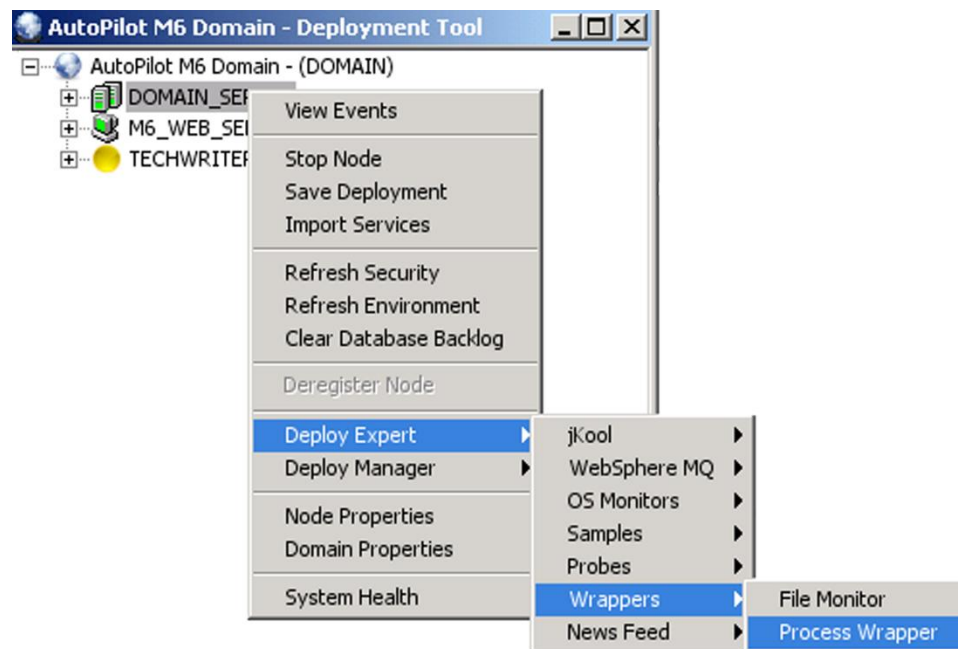 AutoPilot M6 Domain - Deployment Tool
AutoPilot M6 Domain - (DOMAIN)
DOMAIN_SE
M6_WEB_SE
TECHWRITE
View Events
Stop Node
Save Deployment
Import Services
Refresh Security
Refresh Environment
Clear Database Backlog
Deregister Node
Deploy Expert
Deploy Manager
Node Properties
Domain Properties
System Health
jKool
WebSphere MQ
OS Monitors
Samples
Probes
Wrappers
News Feed
File Monitor
Process Wrapper